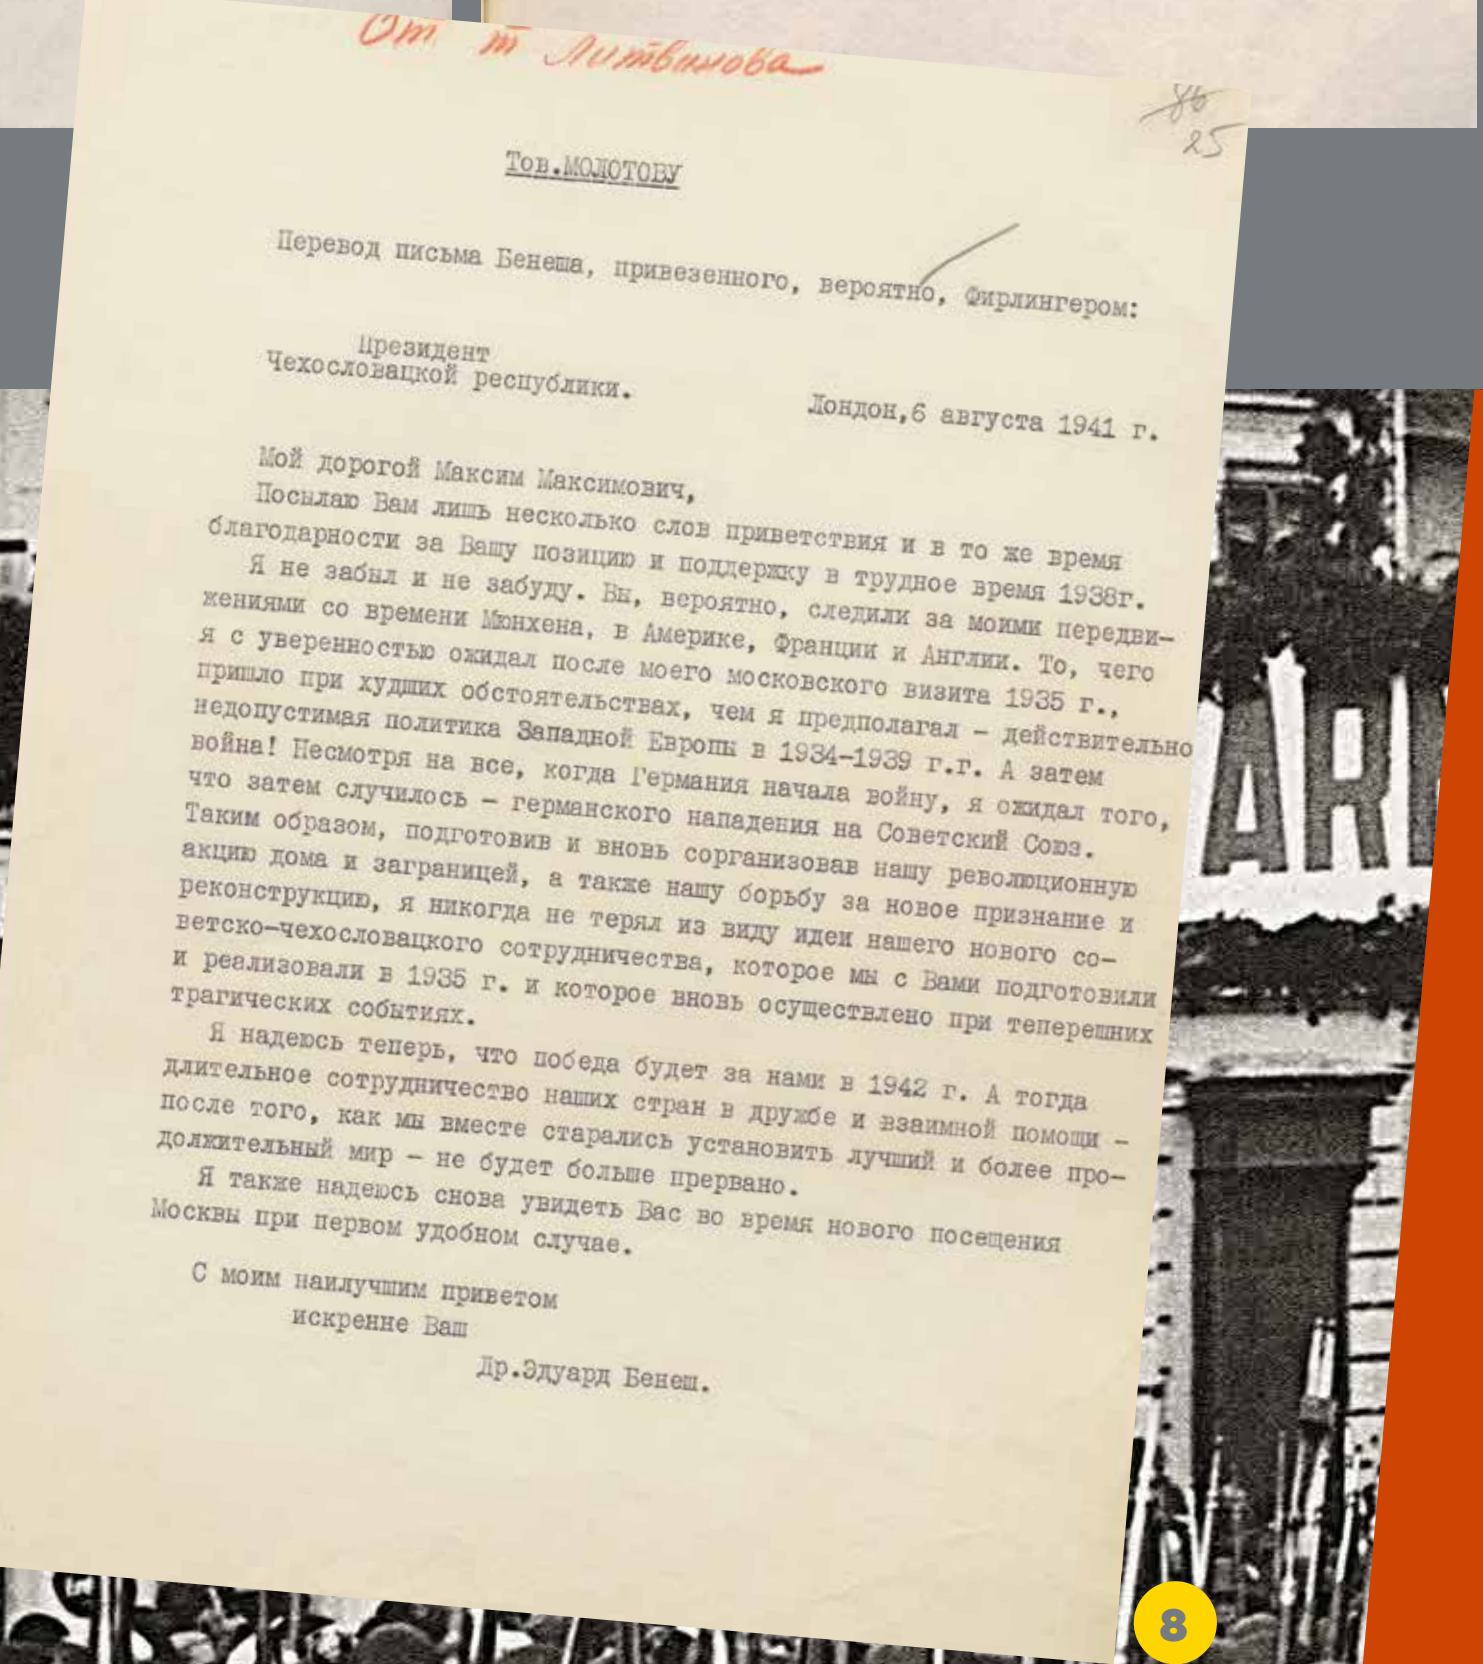 От т Литвинова
86
25
Тов.МОЛОТОВУ
Перевод письма Бенеша, привезенного, вероятно, Фирлингером:
Президент
Чехословацкой республики.
Лондон,6 августа 1941 г.
Мой дорогой Максим Максимович,
Посылаю Вам лишь несколько слов приветствия и в то же время
благодарности за Вашу позицию и поддержку в трудное время 1938г.
Я не забыл и не забуду. Вы, вероятно, следили за моими передви-
жениями со времени Мюнхена, в Америке, Франции и Англии. То, чего
я с уверенностью ожидал после моего московского визита 1935 г.,
пришло при худших обстоятельствах, чем я предполагал - действительно
недопустимая политика Западной Европы в 1934-1939 г.г. А затем
война! Несмотря на все, когда Германия начала войну, я ожидал того,
что затем случилось - германского нападения на Советский Союз.
Таким образом, подготовив и вновь сорганизовав нашу революционную
акцию дома и заграницей, а также нашу борьбу за новое признание и
реконструкцию, я никогда не терял из виду идеи нашего нового со-
ветско-чехословацкого сотрудничества, которое мы с Вами подготовили
и реализовали в 1935 г. и которое вновь осуществлено при теперешних
трагических событиях.
Я надеюсь теперь, что победа будет за нами в 1942 г. А тогда
длительное сотрудничество наших стран в дружбе и взаимной помощи -
после того, как мы вместе старались установить лучший и более про-
должительный мир - не будет больше прервано.
Я также надеюсь снова увидеть Вас во время нового посещения
Москвы при первом удобном случае.
С моим наилучшим приветом
искренне Ваш
Др.Эдуард Бенеш.
AR
8